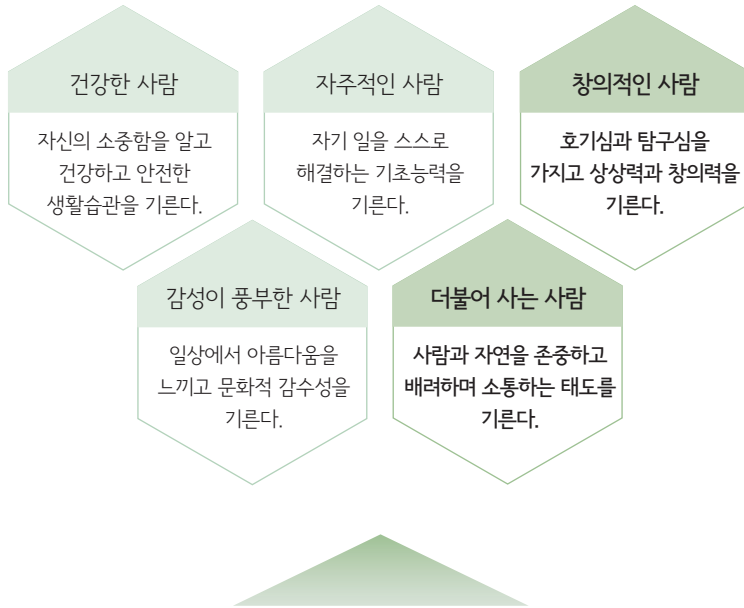 건강한 사람
자신의 소중함을 알고
건강하고 안전한
생활습관을 기른다.
자주적인 사람
자기 일을 스스로
해결하는 기초능력을
기른다.
창의적인 사람
호기심과 탐구심을
가지고 상상력과 창의력을
기른다.
감성이 풍부한 사람
일상에서 아름다움을
느끼고 문화적 감수성을
기른다.
더불어 사는 사람
사람과 자연을 존중하고
배려하며 소통하는 태도를
기른다.